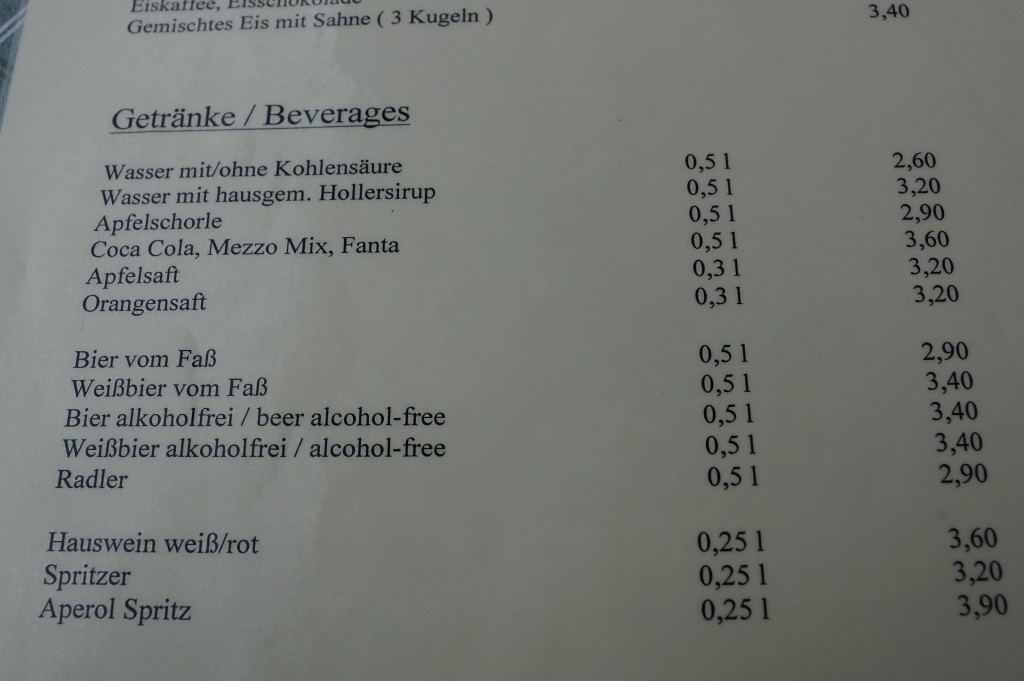 Eiskaffee, Eisschokolade
Gemischtes Eis mit Sahne ( 3 Kugeln ) 3,40
Getränke / Beverages
Wasser mit/ohne Kohlensäure 0,5 l 2,60
Wasser mit hausgem. Hollersirup 0,5 l 3,20
Apfelschorle 0,5 l 2,90
Coca Cola, Mezzo Mix, Fanta 0,5 l 3,60
Apfelsaft 0,3 l 3,20
Orangensaft 0,3 l 3,20
Bier vom Faß 0,5 l 2,90
Weißbier vom Faß 0,5 l 3,40
Bier alkoholfrei / beer alcohol-free 0,5 l 3,40
Weißbier alkoholfrei / alcohol-free 0,5 l 3,40
Radler 0,5 l 2,90
Hauswein weiß/rot 0,25 l 3,60
Spritzer 0,25 l 3,20
Aperol Spritz 0,25 l 3,90